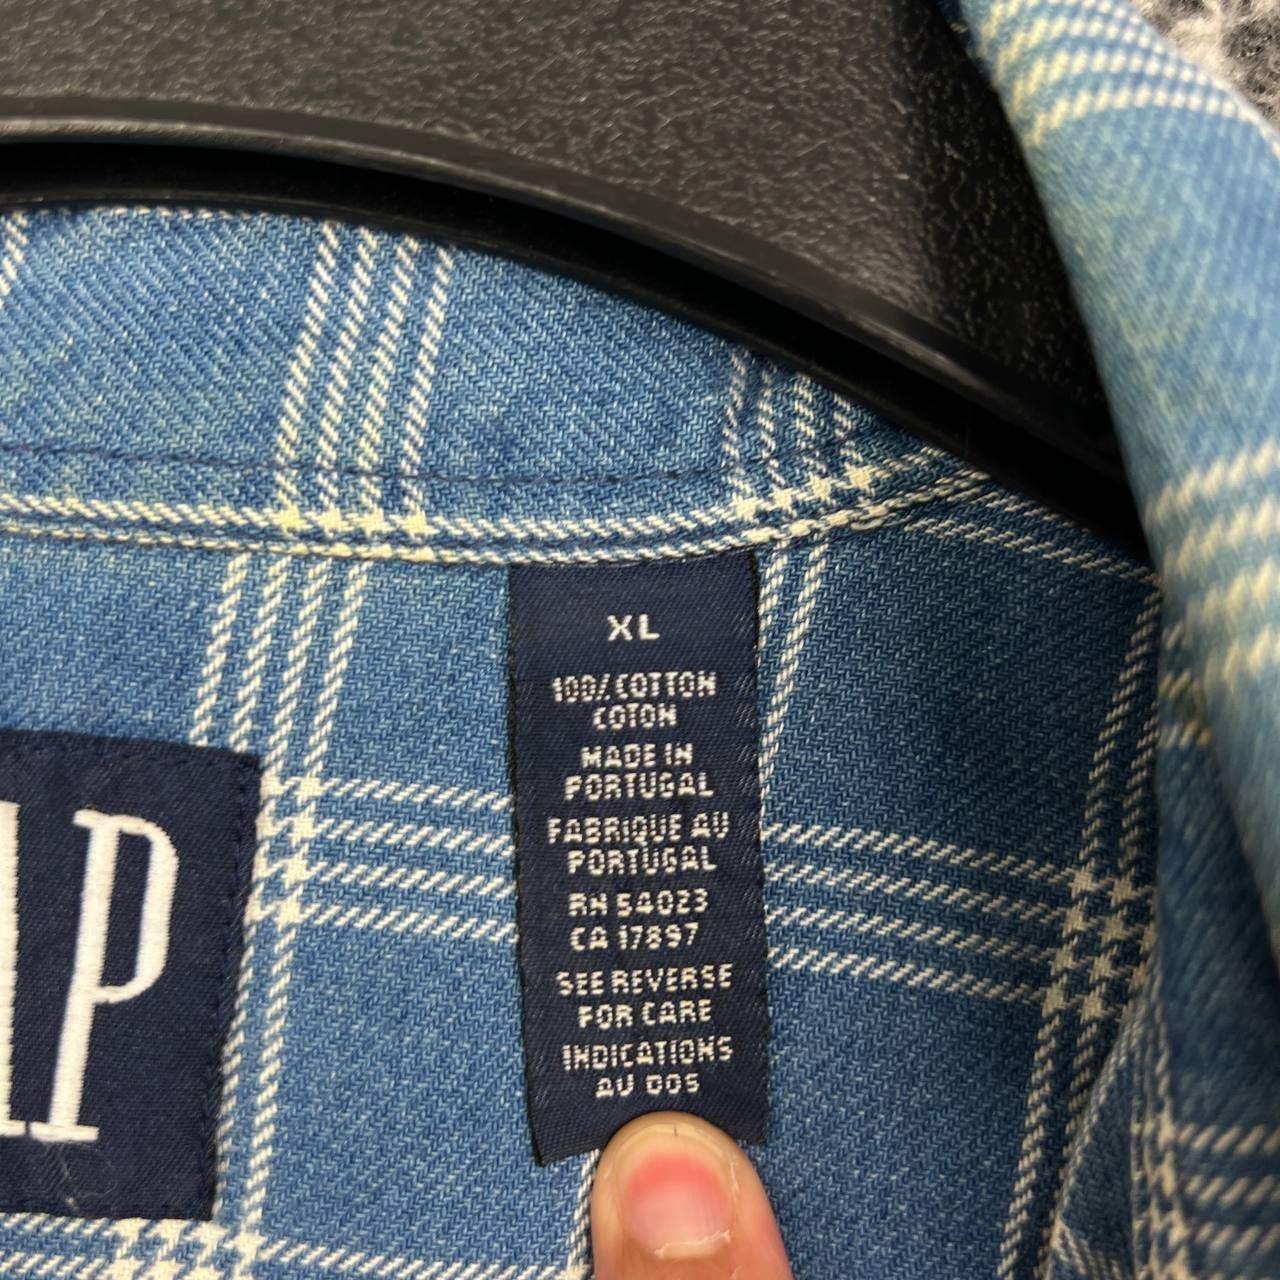 AP
XL
100% COTTON
COTON
MADE IN
PORTUGAL
FABRIQUE AU
PORTUGAL
RN 54023
CA 17897
SEE REVERSE
FOR CARE
INDICATIONS
AU DOS